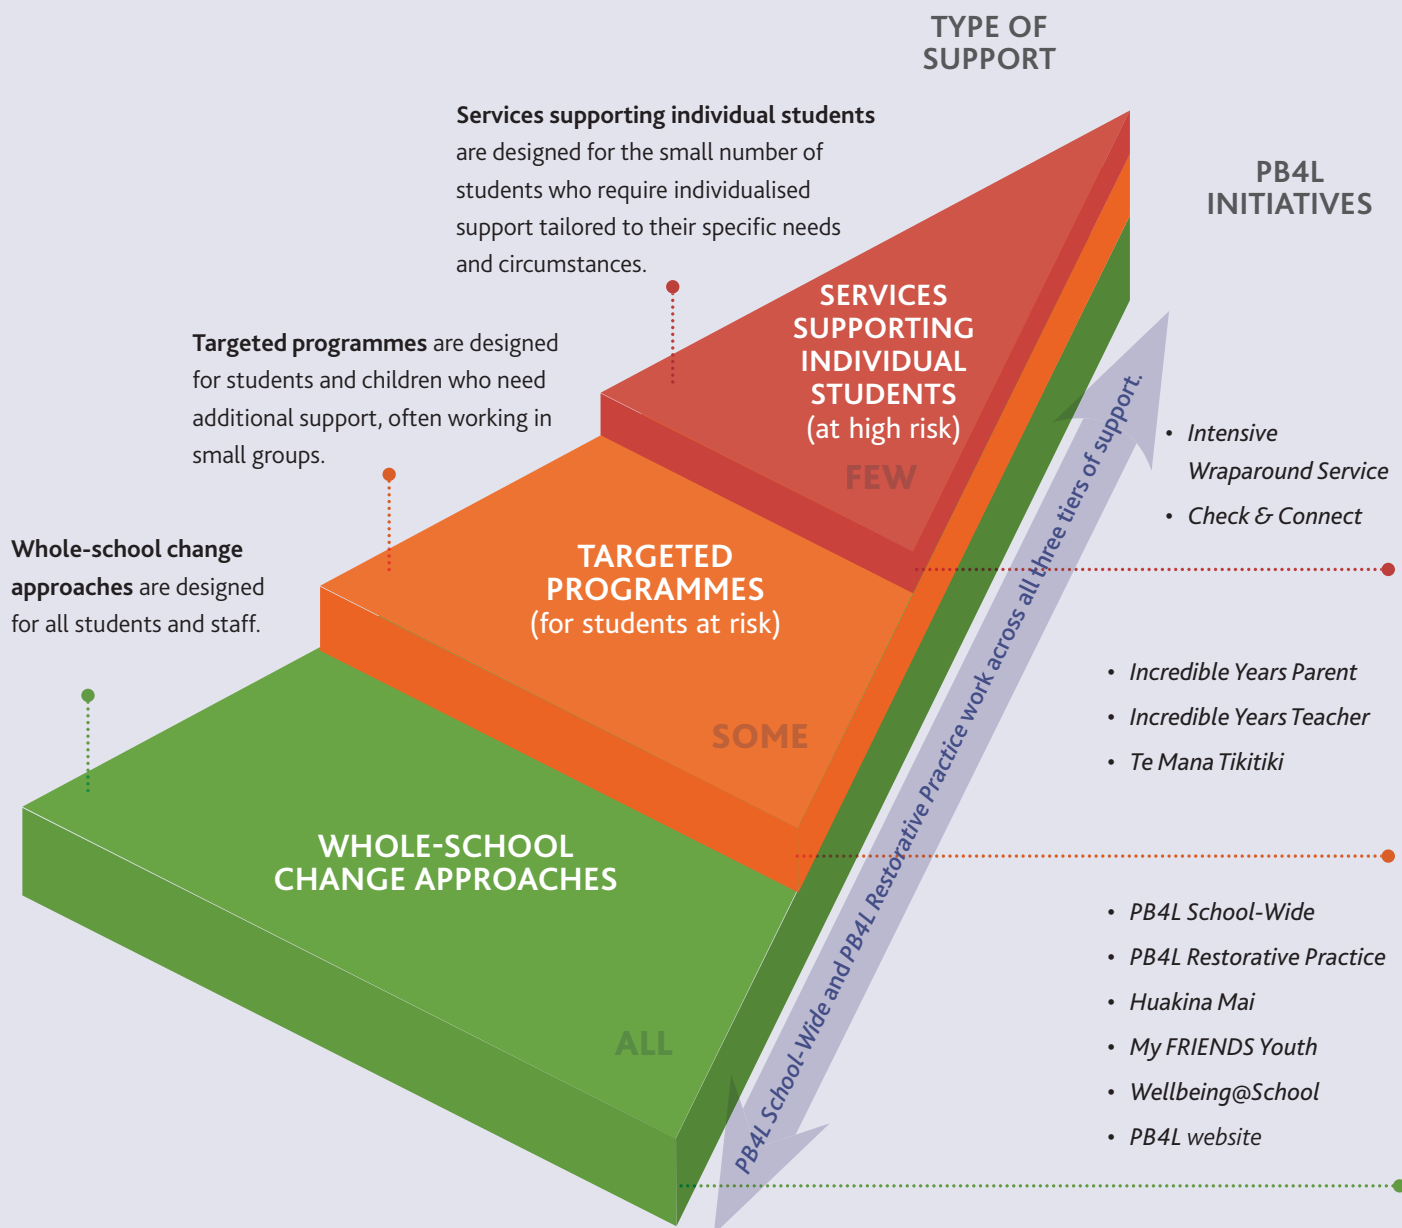 TYPE OF
SUPPORT
Services supporting individual students
are designed for the small number of
students who require individualised
support tailored to their specific needs
and circumstances.
PB4L
INITIATIVES
SERVICES
SUPPORTING
INDIVIDUAL
STUDENTS
(at high risk)
FEW
Targeted programmes are designed
for students and children who need
additional support, often working in
small groups.
TARGETED
PROGRAMMES
(for students at risk)
SOME
Whole-school change
approaches are designed
for all students and staff.
WHOLE-SCHOOL
CHANGE APPROACHES
ALL
PB4L School-Wide and PB4L Restorative Practice work across all three tiers of support.
• Intensive
Wraparound Service
• Check & Connect
• Incredible Years Parent
• Incredible Years Teacher
• Te Mana Tikitiki
• PB4L School-Wide
• PB4L Restorative Practice
• Huakina Mai
• My FRIENDS Youth
• Wellbeing@School
• PB4L website